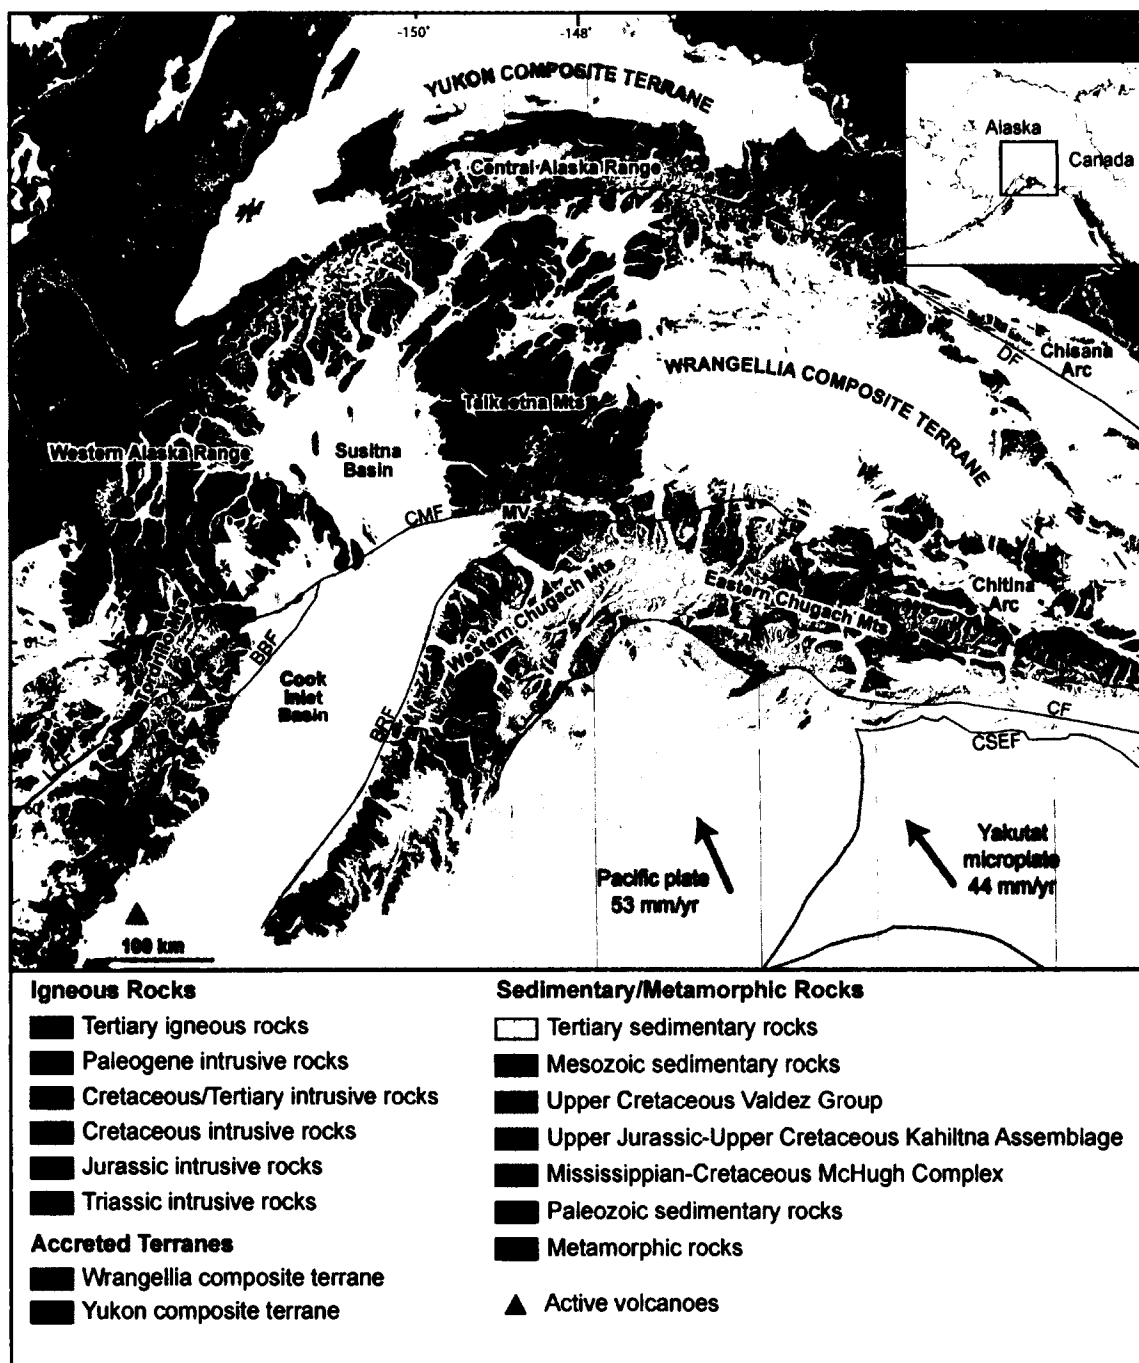 -150°
-148°
YUKON COMPOSITE TERRANE
Central Alaska Range
Alaska
Canada
DF
Chisana
Arc
WRANGELLIA COMPOSITE TERRANE
Talkeetna Mts
Western Alaska Range
Susitna
Basin
CMF
MV
Western Chugach Mts
Eastern Chugach Mts
Chitina
Arc
61
Tordrillo Mts
BBF
Cook
Inlet
Basin
BRF
LCF
CF
CSEF
60
Pacific plate
53 mm/yr
Yakutat
microplate
44 mm/yr
100 km
Igneous Rocks
Tertiary igneous rocks
Paleogene intrusive rocks
Cretaceous/Tertiary intrusive rocks
Cretaceous intrusive rocks
Jurassic intrusive rocks
Triassic intrusive rocks
Accreted Terranes
Wrangellia composite terrane
Yukon composite terrane
Sedimentary/Metamorphic Rocks
Tertiary sedimentary rocks
Mesozoic sedimentary rocks
Upper Cretaceous Valdez Group
Upper Jurassic-Upper Cretaceous Kahiltna Assemblage
Mississippian-Cretaceous McHugh Complex
Paleozoic sedimentary rocks
Metamorphic rocks
Active volcanoes